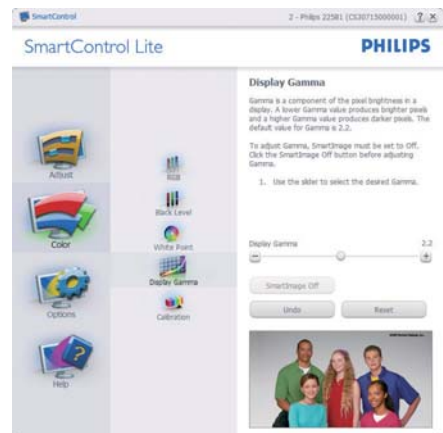 SmartControl
2 - Philips 225B1 (CS30715000001)
SmartControl Lite
PHILIPS
Adjust
Color
Options
Help
RGB
Black Level
White Point
Display Gamma
Calibration
Display Gamma
Gamma is a component of the pixel brightness in a
display. A lower Gamma value produces brighter pixels
and a higher Gamma value produces darker pixels. The
default value for Gamma is 2.2.
To adjust Gamma, SmartImage must be set to Off.
Click the SmartImage Off button before adjusting
Gamma.
1. Use the slider to select the desired Gamma.
Display Gamma
2.2
SmartImage Off
Undo
Reset